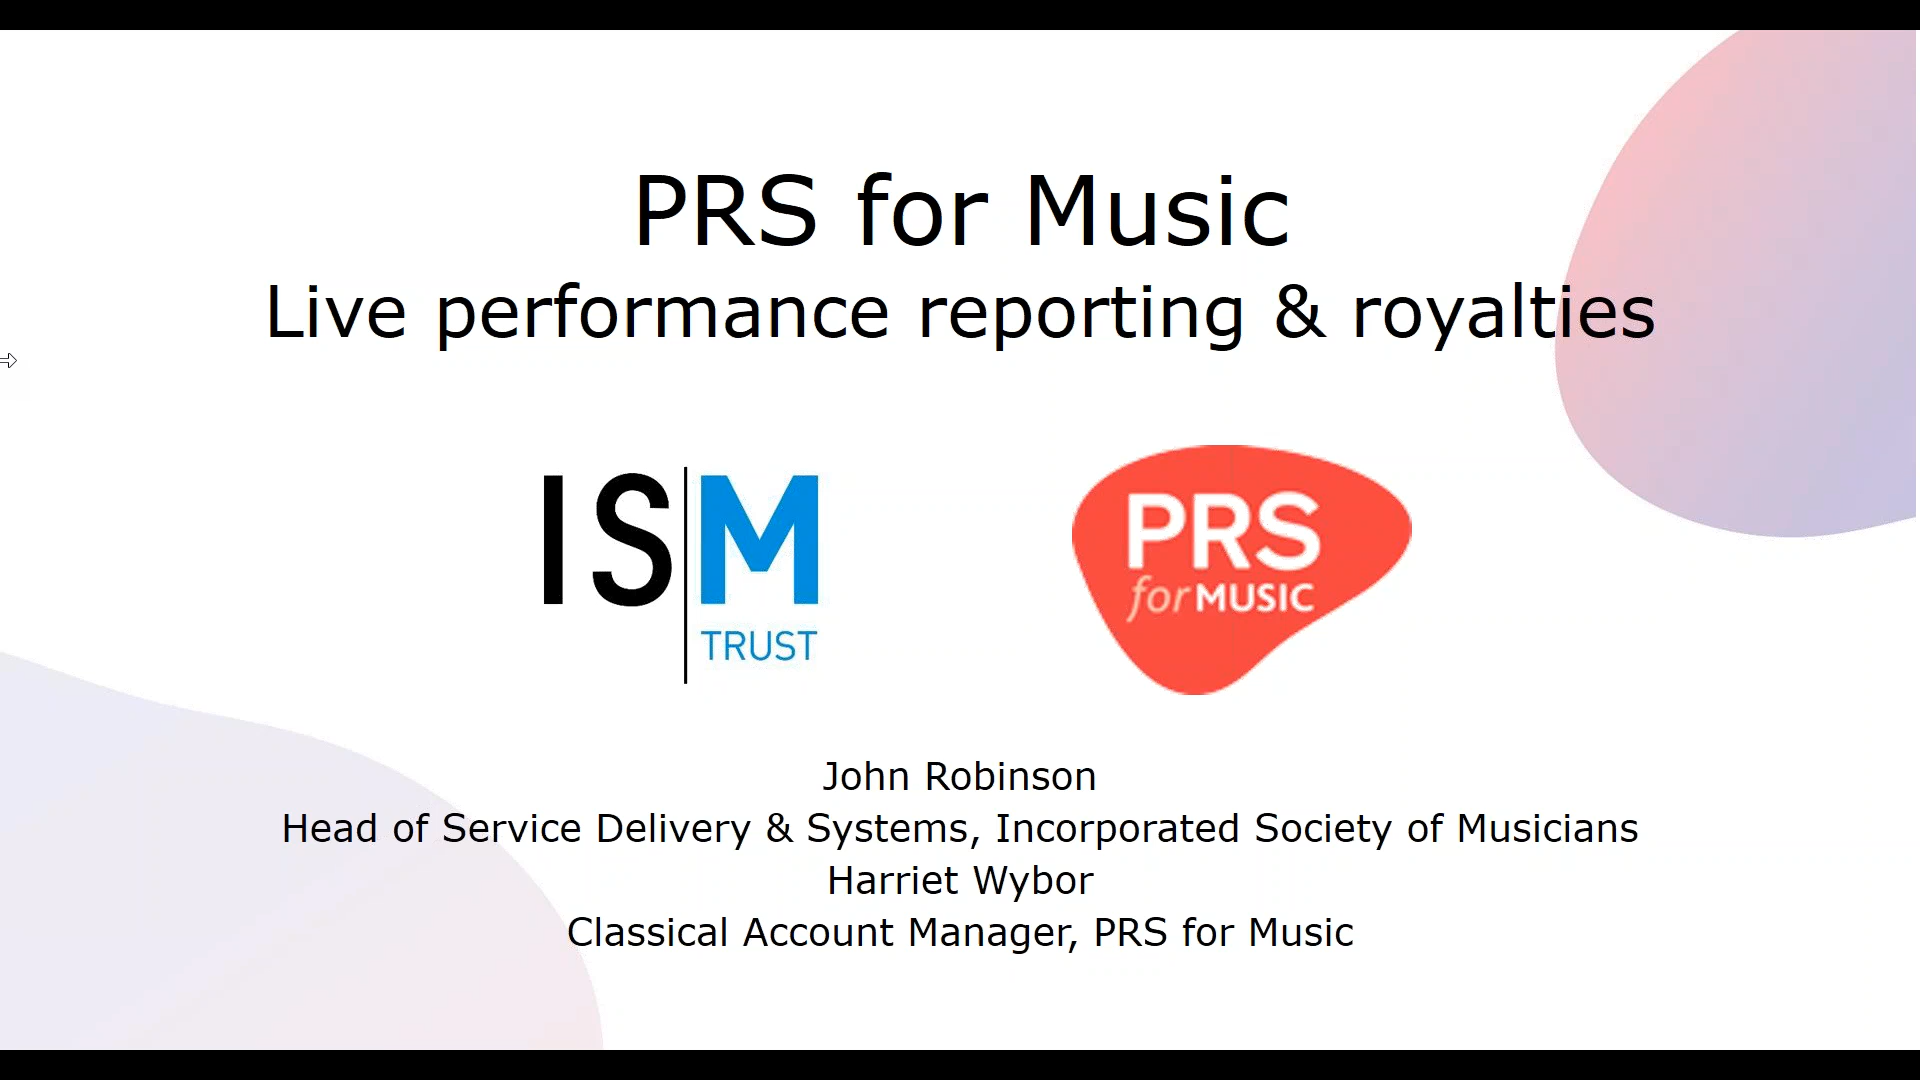 PRS for Music
Live performance reporting & royalties
ISM
TRUST
PRS
for MUSIC
John Robinson
Head of Service Delivery & Systems, Incorporated Society of Musicians
Harriet Wybor
Classical Account Manager, PRS for Music